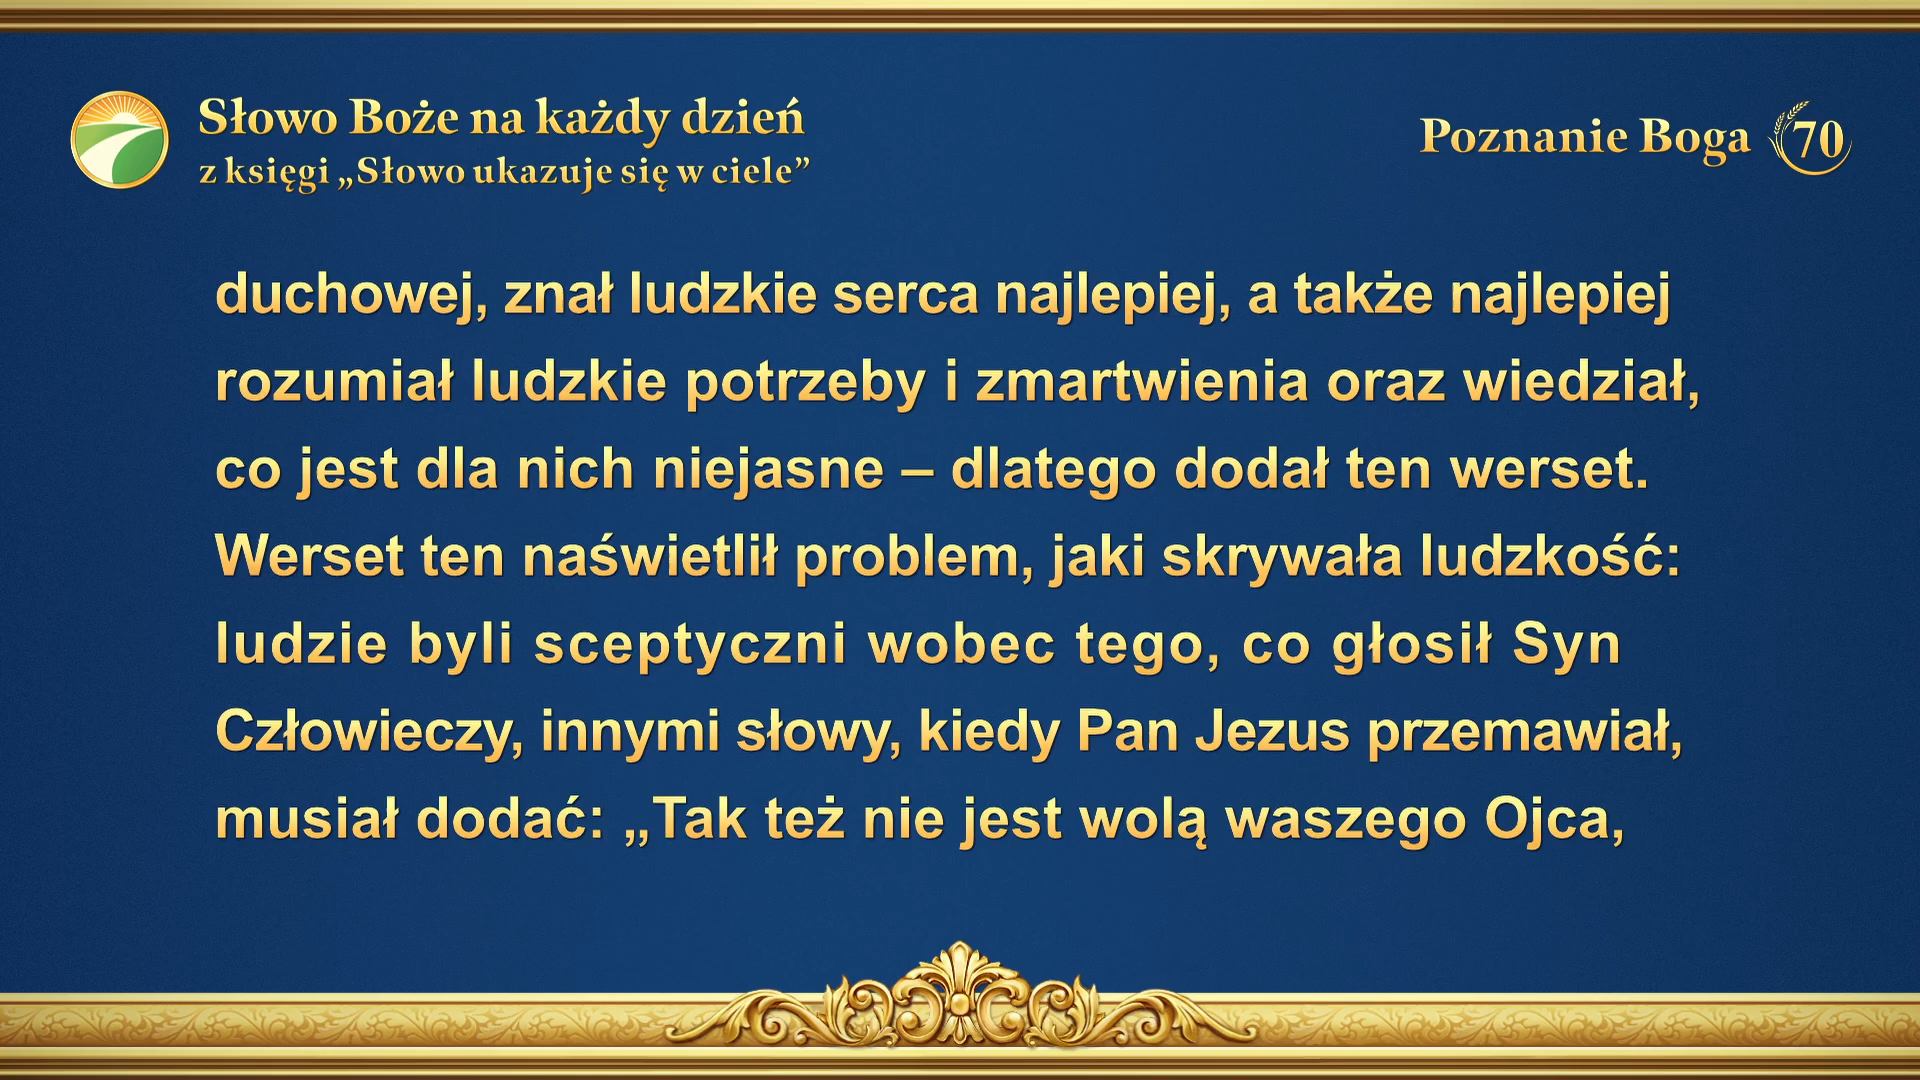 Słowo Boże na każdy dzień
z księgi „Słowo ukazuje się w ciele”
Poznanie Boga 70
duchowej, znał ludzkie serca najlepiej, a także najlepiej
rozumiał ludzkie potrzeby i zmartwienia oraz wiedział,
co jest dla nich niejasne – dlatego dodał ten werset.
Werset ten naświetlił problem, jaki skrywała ludzkość:
ludzie byli sceptyczni wobec tego, co głosił Syn
Człowieczy, innymi słowy, kiedy Pan Jezus przemawiał,
musiał dodać: „Tak też nie jest wolą waszego Ojca,